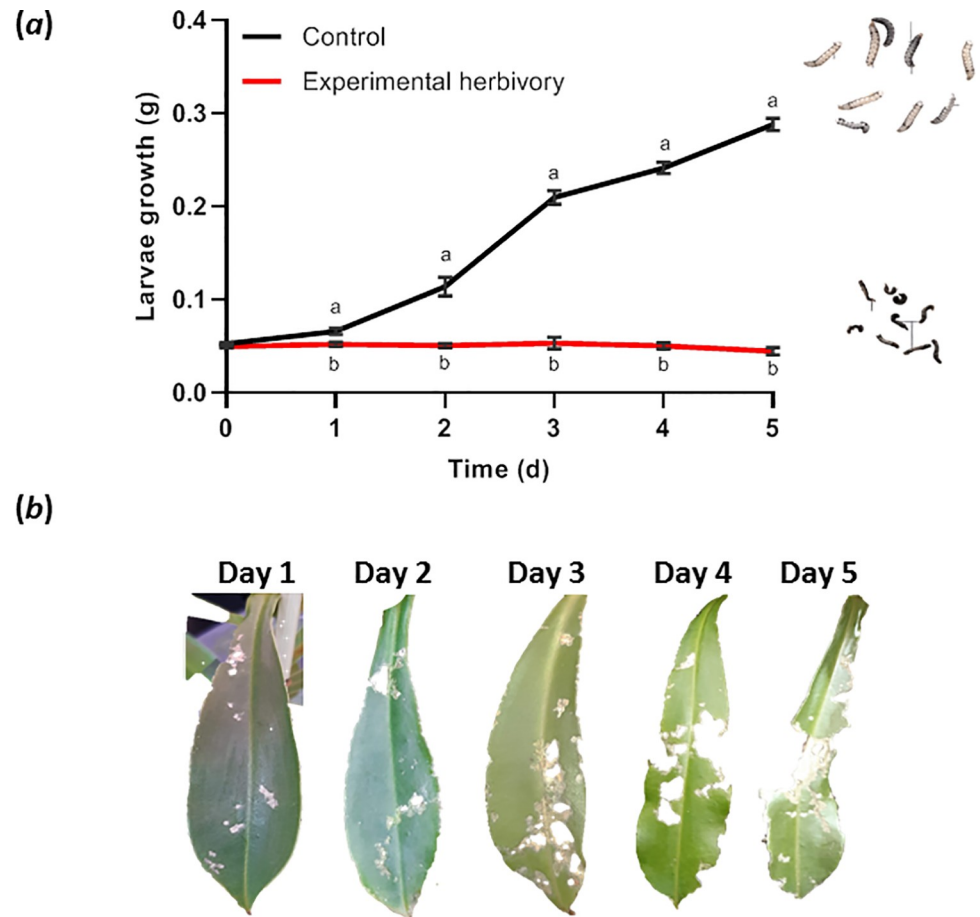 (a)
0.4
0.3
0.2
0.1
0.0
Larvae growth (g)
Control
Experimental herbivory
a
a
a
a
a
b
b
b
b
b
0 1 2 3 4 5
Time (d)
(b)
Day 1 Day 2 Day 3 Day 4 Day 5